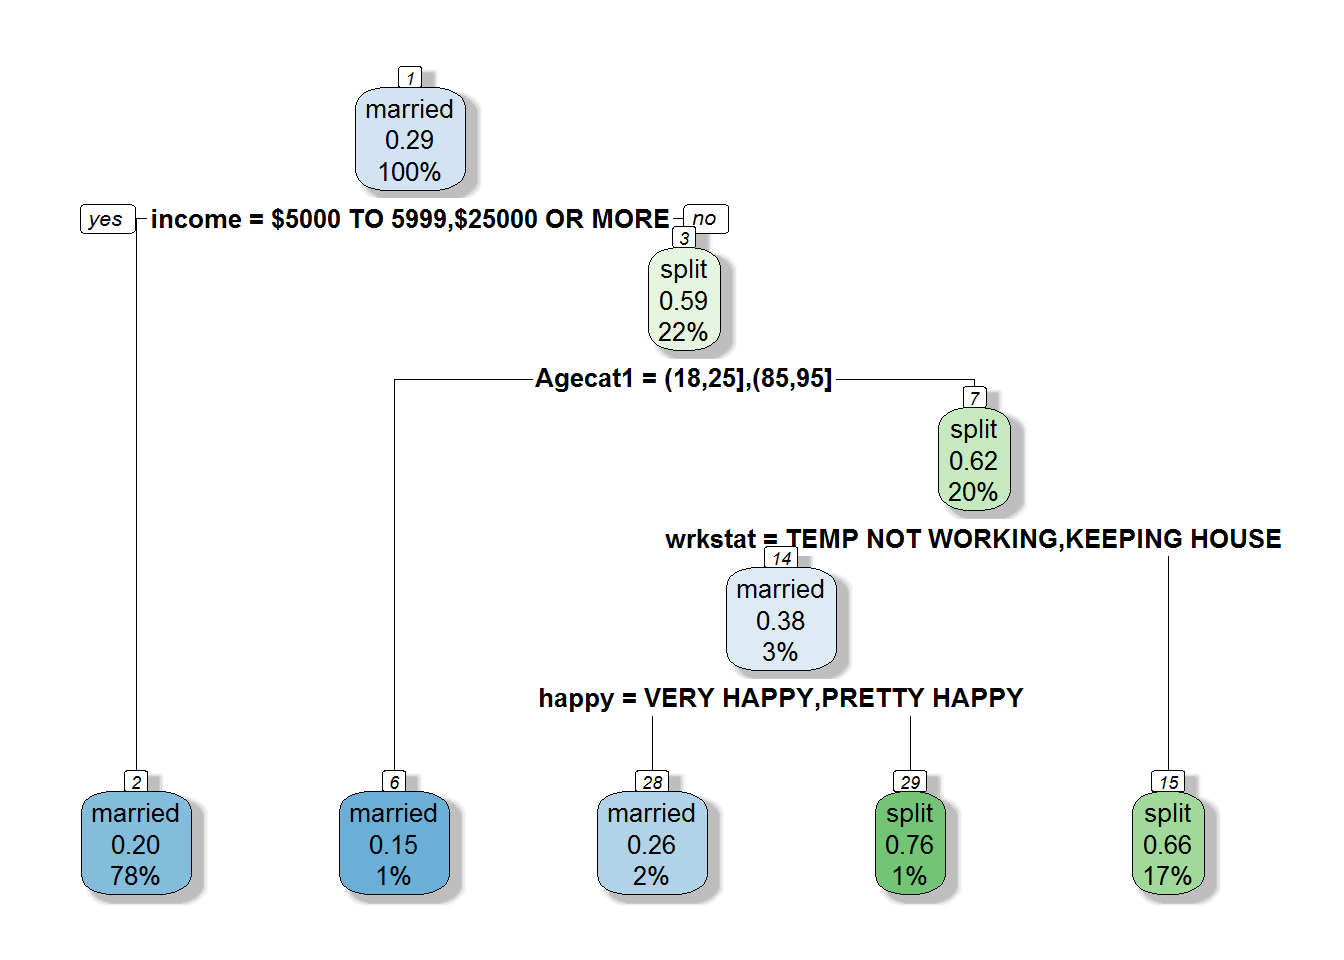 1
married
0.29
100%
yes income = $5000 TO 5999,$25000 OR MORE no
3
split
0.59
22%
Agecat1 = (18,25],(85,95]
7
split
0.62
20%
wrkstat = TEMP NOT WORKING,KEEPING HOUSE
14
married
0.38
3%
happy = VERY HAPPY,PRETTY HAPPY
2
married
0.20
78%
6
married
0.15
1%
28
married
0.26
2%
29
split
0.76
1%
15
split
0.66
17%